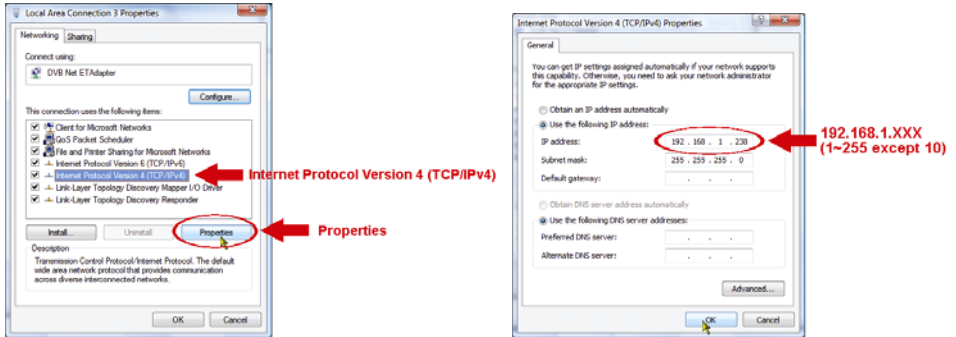 Local Area Connection 3 Properties
Networking
Sharing
Connect using:
DVB Net ETAdapter
Configure...
This connection uses the following items:
Client for Microsoft Networks
QoS Packet Scheduler
File and Printer Sharing for Microsoft Networks
Internet Protocol Version 6 (TCP/IPv6)
Internet Protocol Version 4 (TCP/IPv4)
Link-Layer Topology Discovery Mapper I/O Driver
Link-Layer Topology Discovery Responder
Internet Protocol Version 4 (TCP/IPv4)
Install...
Uninstall
Properties
Properties
Description
Transmission Control Protocol/Internet Protocol. The default
wide area network protocol that provides communication
across diverse interconnected networks.
OK
Cancel
Internet Protocol Version 4 (TCP/IPv4) Properties
General
You can get IP settings assigned automatically if your network supports
this capability. Otherwise, you need to ask your network administrator
for the appropriate IP settings.
Obtain an IP address automatically
Use the following IP address:
IP address:
192 . 168 . 1 . 238
192.168.1.XXX
(1~255 except 10)
Subnet mask:
255 . 255 . 255 . 0
Default gateway:
. . .
Obtain DNS server address automatically
Use the following DNS server addresses:
Preferred DNS server:
. . .
Alternate DNS server:
. . .
Advanced...
OK
Cancel